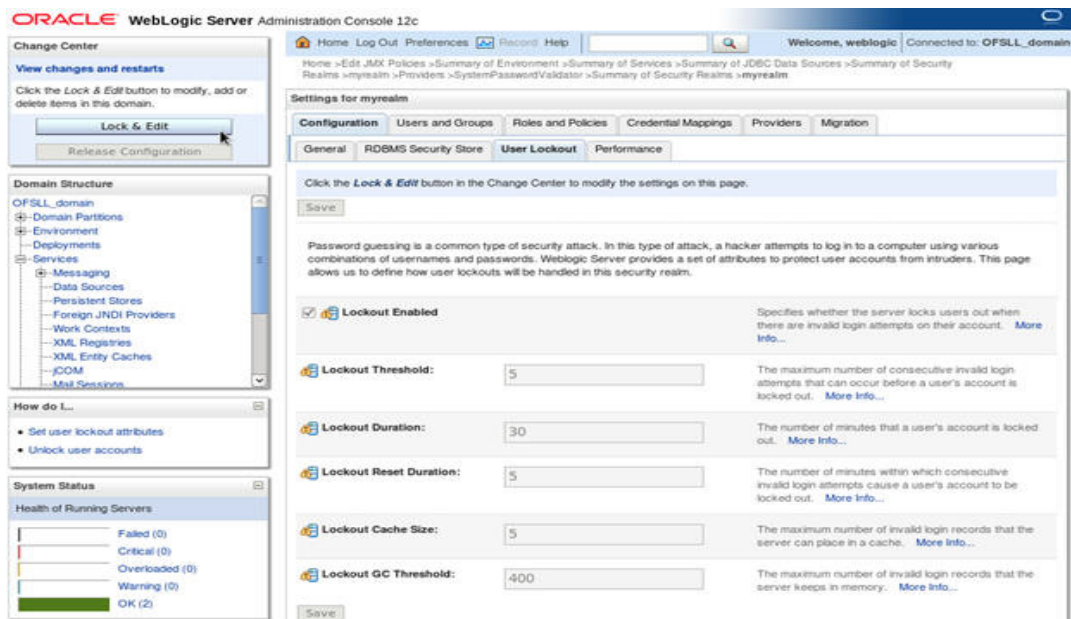 ORACLE WebLogic Server Administration Console 12c
Change Center
View changes and restarts
Click the Lock & Edit button to modify, add or
delete items in this domain.
Lock & Edit
Release Configuration
Domain Structure
OFSLL_domain
Domain Partitions
Environment
Deployments
Services
Messaging
Data Sources
Persistent Stores
Foreign JNDI Providers
Work Contexts
XML Registries
XML Entity Caches
jCOM
Mail Sessions
How do I...
Set user lockout attributes
Unlock user accounts
System Status
Health of Running Servers
Failed (0)
Critical (0)
Overloaded (0)
Warning (0)
OK (2)
Home Log Out Preferences Record Help
Welcome, weblogic Connected to: OFSLL_domain
Home >Edit JMX Policies >Summary of Environment >Summary of Services >Summary of JDBC Data Sources >Summary of Security
Realms >myrealm >Providers >SystemPasswordValidator >Summary of Security Realms >myrealm
Settings for myrealm
Configuration Users and Groups Roles and Policies Credential Mappings Providers Migration
General RDBMS Security Store User Lockout Performance
Click the Lock & Edit button in the Change Center to modify the settings on this page.
Save
Password guessing is a common type of security attack. In this type of attack, a hacker attempts to log in to a computer using various
combinations of usernames and passwords. Weblogic Server provides a set of attributes to protect user accounts from intruders. This page
allows us to define how user lockouts will be handled in this security realm.
Lockout Enabled
Specifies whether the server locks users out when
there are invalid login attempts on their account. More
Info...
Lockout Threshold: 5
The maximum number of consecutive invalid login
attempts that can occur before a user's account is
locked out. More Info...
Lockout Duration: 30
The number of minutes that a user's account is locked
out. More Info...
Lockout Reset Duration: 5
The number of minutes within which consecutive
invalid login attempts cause a user's account to be
locked out. More Info...
Lockout Cache Size: 5
The maximum number of invalid login records that the
server can place in a cache. More Info...
Lockout GC Threshold: 400
The maximum number of invalid login records that the
server keeps in memory. More Info...
Save